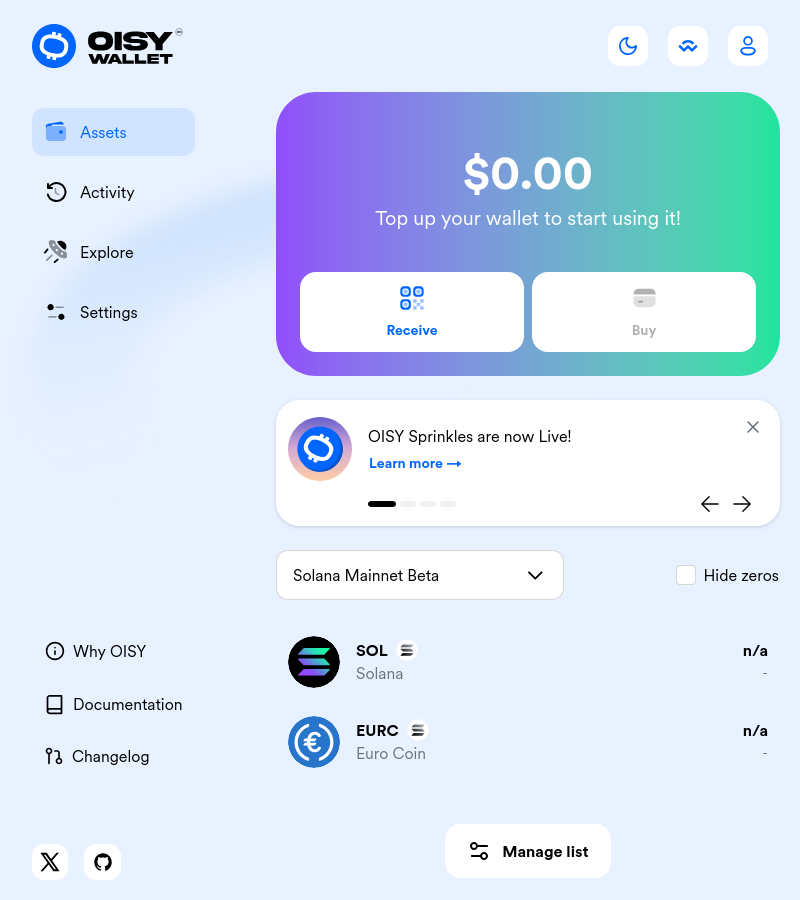 OISY
WALLET
Assets
Activity
Explore
Settings
$0.00
Top up your wallet to start using it!
Receive
Buy
OISY Sprinkles are now Live!
Learn more →
Solana Mainnet Beta
Hide zeros
SOL
n/a
Solana
-
EURC
n/a
Euro Coin
-
Manage list
Why OISY
Documentation
Changelog